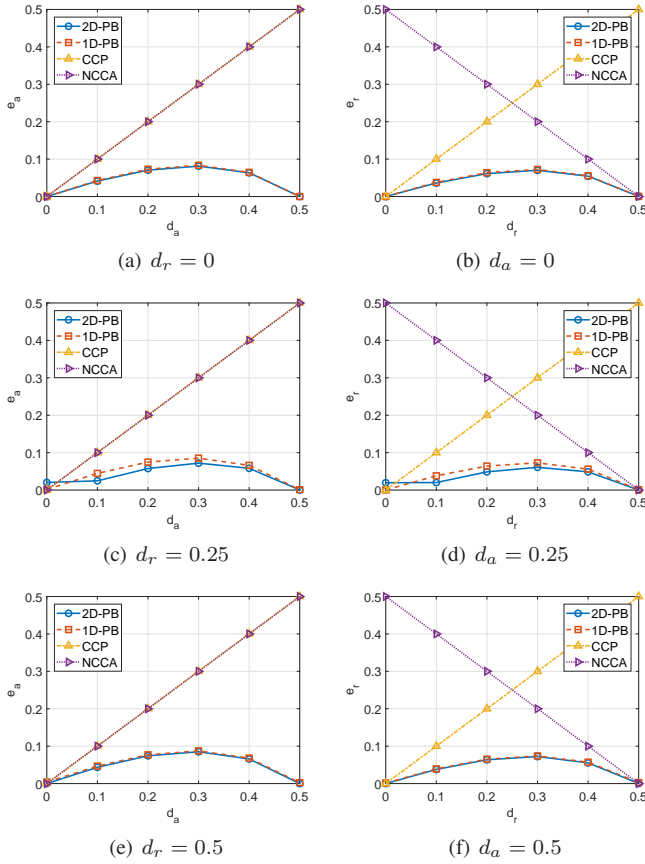 0.5
0.4
0.3
0.2
0.1
0
e_a
2D-PB
1D-PB
CCP
NCCA
0 0.1 0.2 0.3 0.4 0.5
d_a
(a) d_r = 0
0.5
0.4
0.3
0.2
0.1
0
e_r
2D-PB
1D-PB
CCP
NCCA
0 0.1 0.2 0.3 0.4 0.5
d_r
(b) d_a = 0
0.5
0.4
0.3
0.2
0.1
0
e_a
2D-PB
1D-PB
CCP
NCCA
0 0.1 0.2 0.3 0.4 0.5
d_a
(c) d_r = 0.25
0.5
0.4
0.3
0.2
0.1
0
e_r
2D-PB
1D-PB
CCP
NCCA
0 0.1 0.2 0.3 0.4 0.5
d_r
(d) d_a = 0.25
0.5
0.4
0.3
0.2
0.1
0
e_a
2D-PB
1D-PB
CCP
NCCA
0 0.1 0.2 0.3 0.4 0.5
d_a
(e) d_r = 0.5
0.5
0.4
0.3
0.2
0.1
0
e_r
2D-PB
1D-PB
CCP
NCCA
0 0.1 0.2 0.3 0.4 0.5
d_r
(f) d_a = 0.5